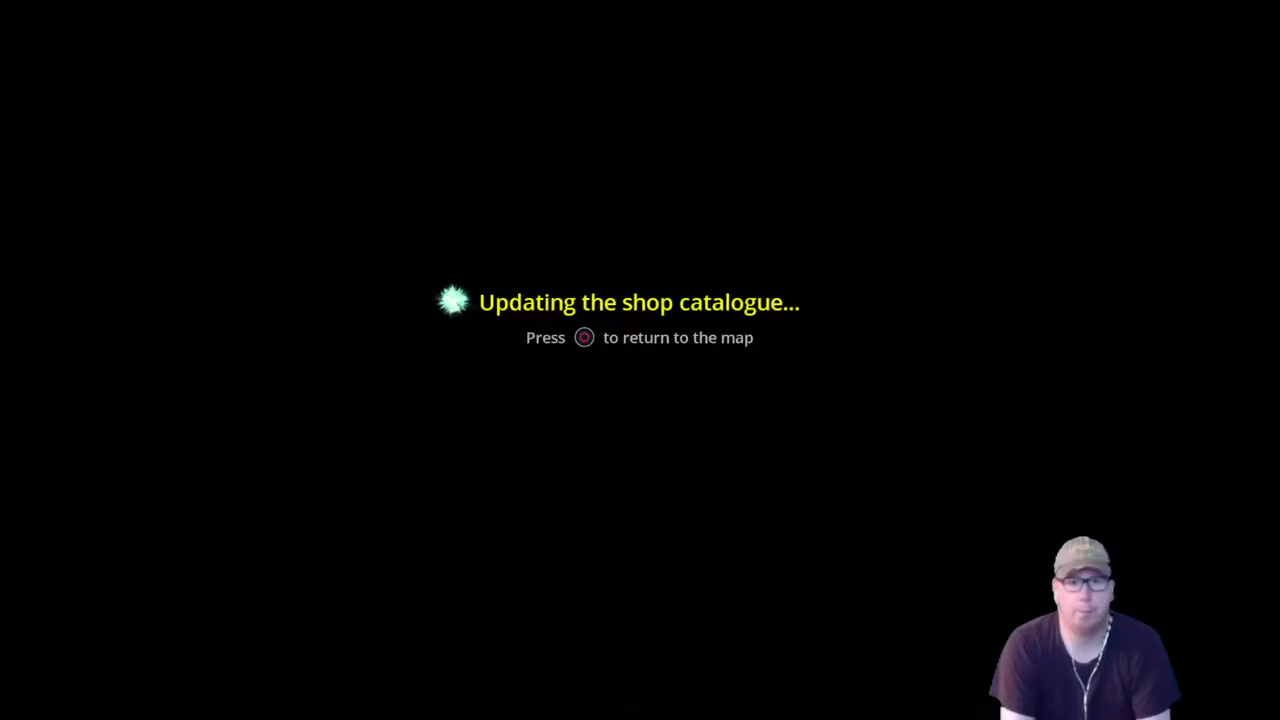 Updating the shop catalogue...
Press to return to the map